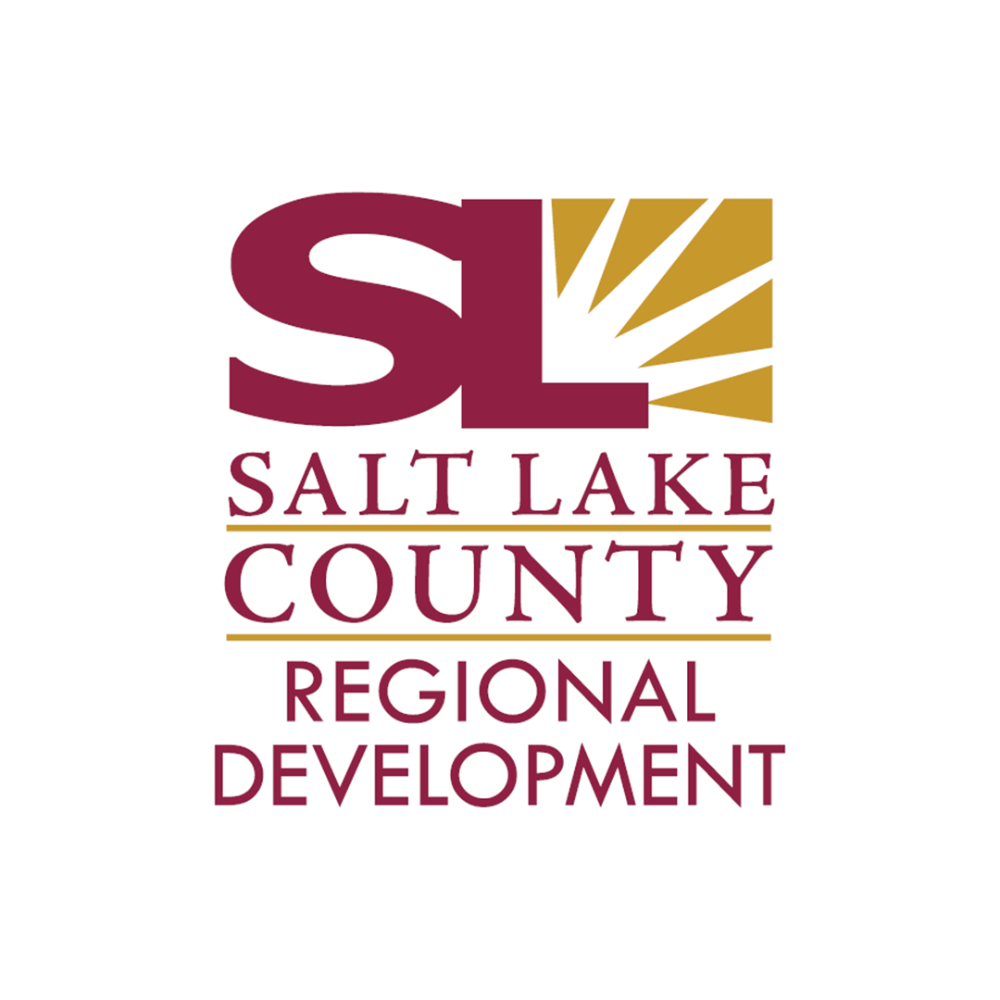 SL
SALT LAKE
COUNTY
REGIONAL
DEVELOPMENT